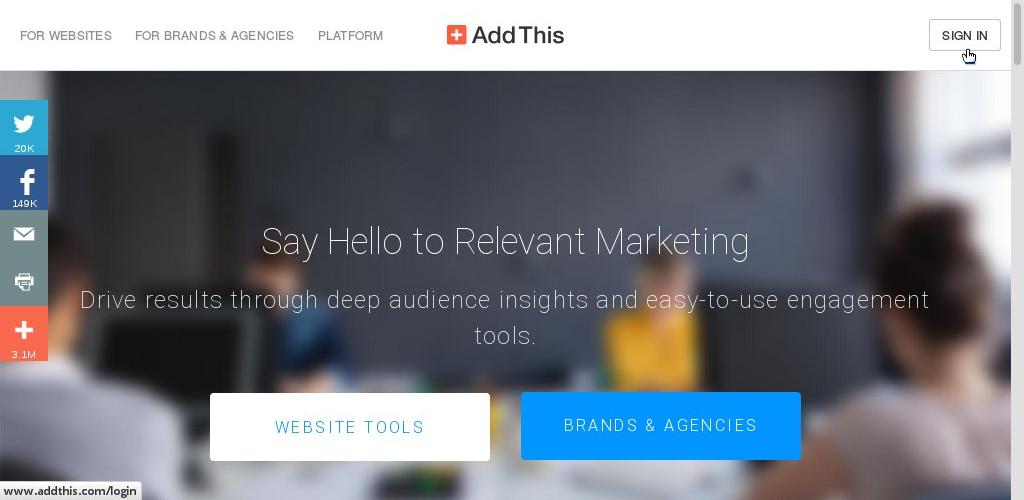 FOR WEBSITES
FOR BRANDS & AGENCIES
PLATFORM
AddThis
SIGN IN
20K
149K
3.1M
Say Hello to Relevant Marketing
Drive results through deep audience insights and easy-to-use engagement
tools.
WEBSITE TOOLS
BRANDS & AGENCIES
www.addthis.com/login